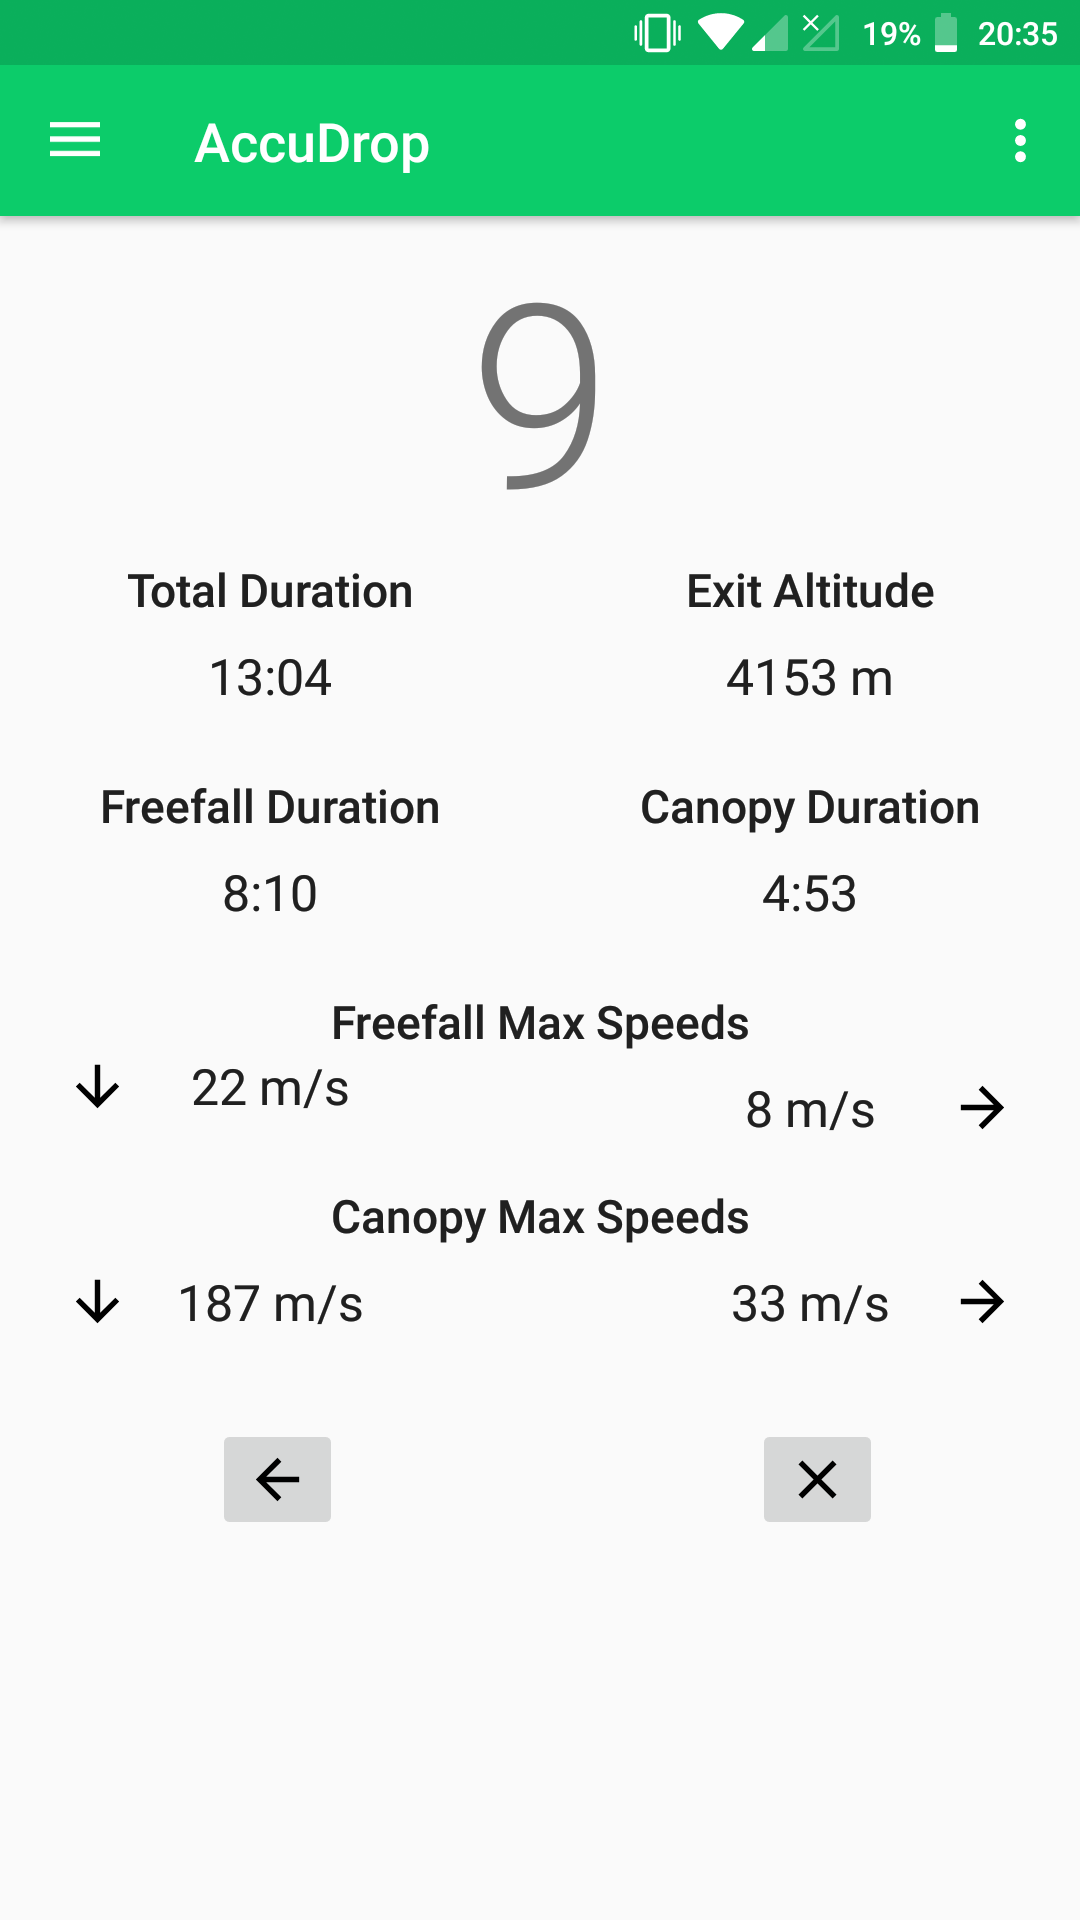 19% 20:35
AccuDrop
9
Total Duration Exit Altitude
13:04 4153 m
Freefall Duration Canopy Duration
8:10 4:53
Freefall Max Speeds
22 m/s 8 m/s
Canopy Max Speeds
187 m/s 33 m/s